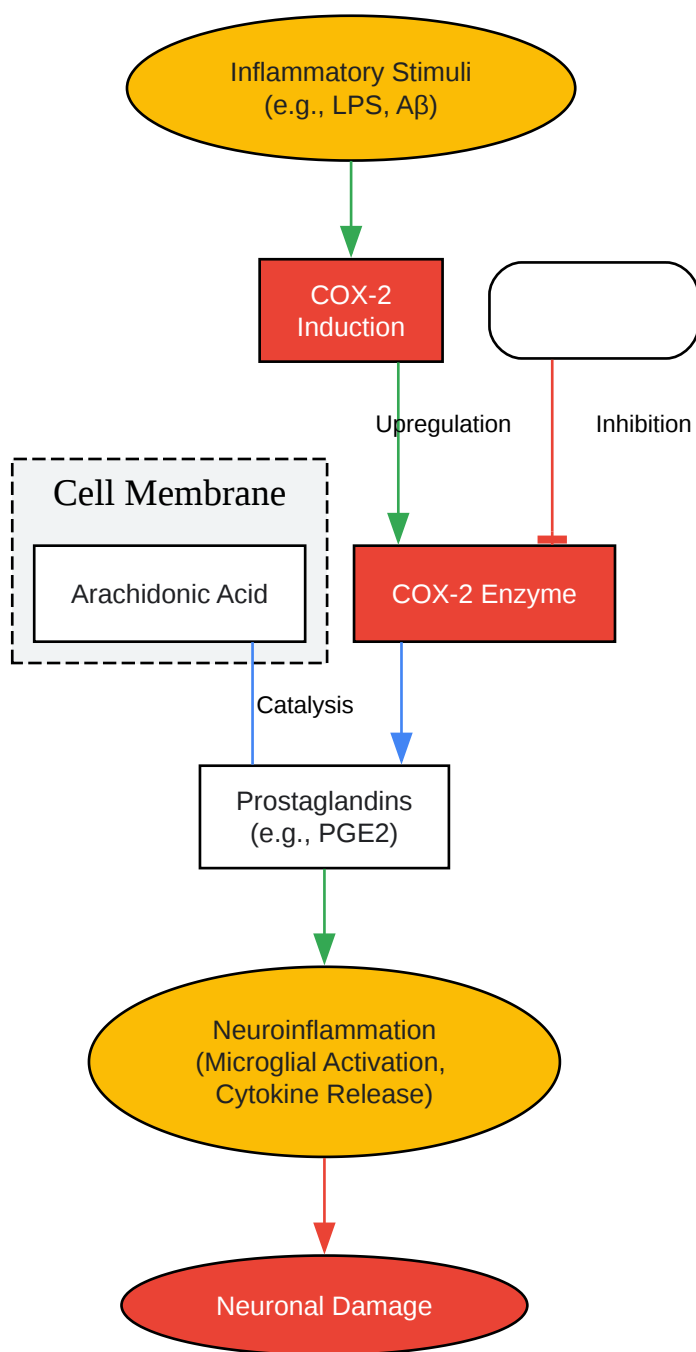 Inflammatory Stimuli
(e.g., LPS, Aβ)
COX-2
Induction
Upregulation
Inhibition
Cell Membrane
Arachidonic Acid
COX-2 Enzyme
Catalysis
Prostaglandins
(e.g., PGE2)
Neuroinflammation
(Microglial Activation,
Cytokine Release)
Neuronal Damage